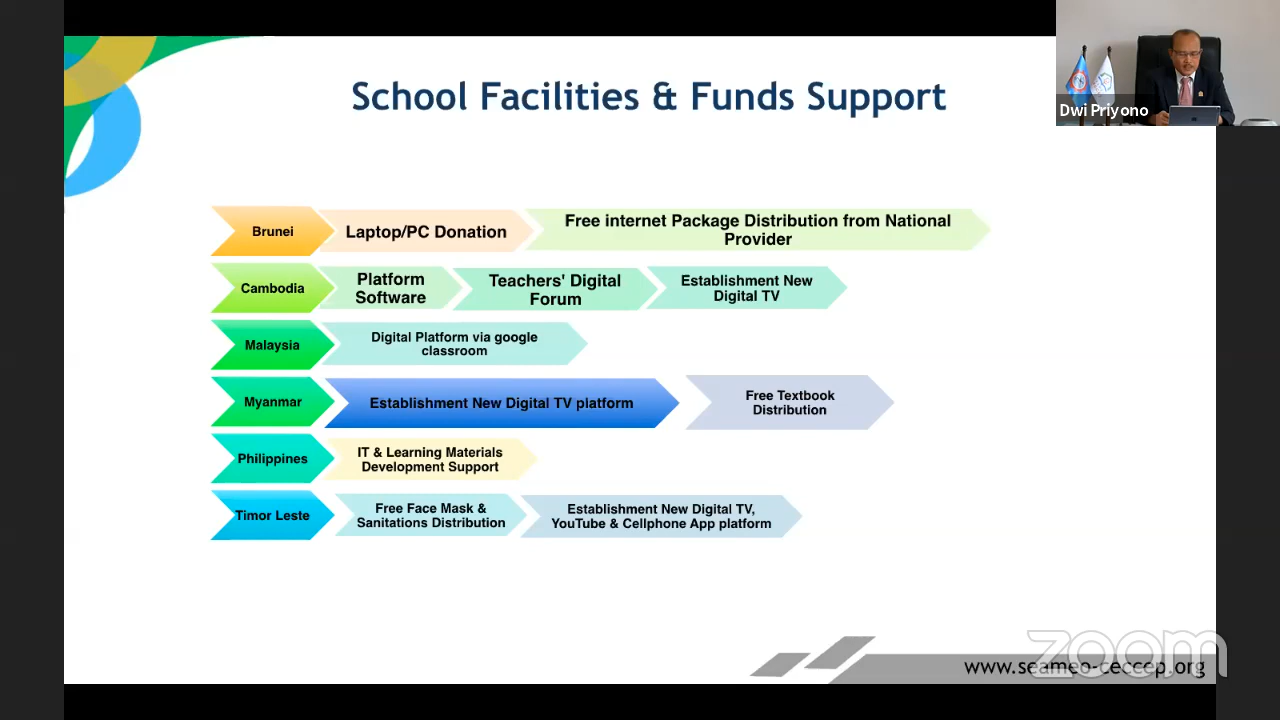 School Facilities & Funds Support
Dwi Priyono
Brunei
Laptop/PC Donation
Free internet Package Distribution from National
Provider
Cambodia
Platform
Software
Teachers' Digital
Forum
Establishment New
Digital TV
Malaysia
Digital Platform via google
classroom
Myanmar
Establishment New Digital TV platform
Free Textbook
Distribution
Philippines
IT & Learning Materials
Development Support
Timor Leste
Free Face Mask &
Sanitations Distribution
Establishment New Digital TV,
YouTube & Cellphone App platform
zoom
www.seameo-ceccep.org